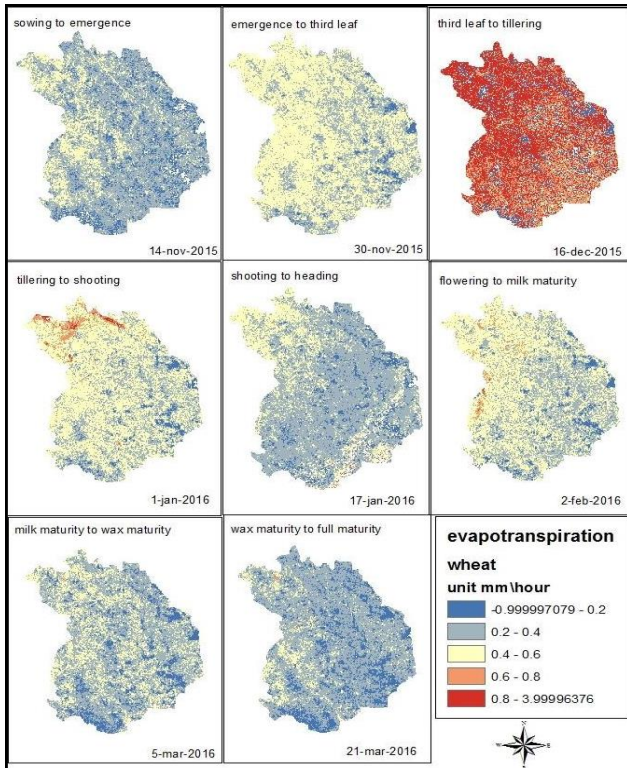 sowing to emergence
14-nov-2015
emergence to third leaf
30-nov-2015
third leaf to tillering
16-dec-2015
tillering to shooting
1-jan-2016
shooting to heading
17-jan-2016
flowering to milk maturity
2-feb-2016
milk maturity to wax maturity
5-mar-2016
wax maturity to full maturity
21-mar-2016
evapotranspiration
wheat
unit mm\hour
-0.999997079 - 0.2
0.2 - 0.4
0.4 - 0.6
0.6 - 0.8
0.8 - 3.99996376
N
W
E
S